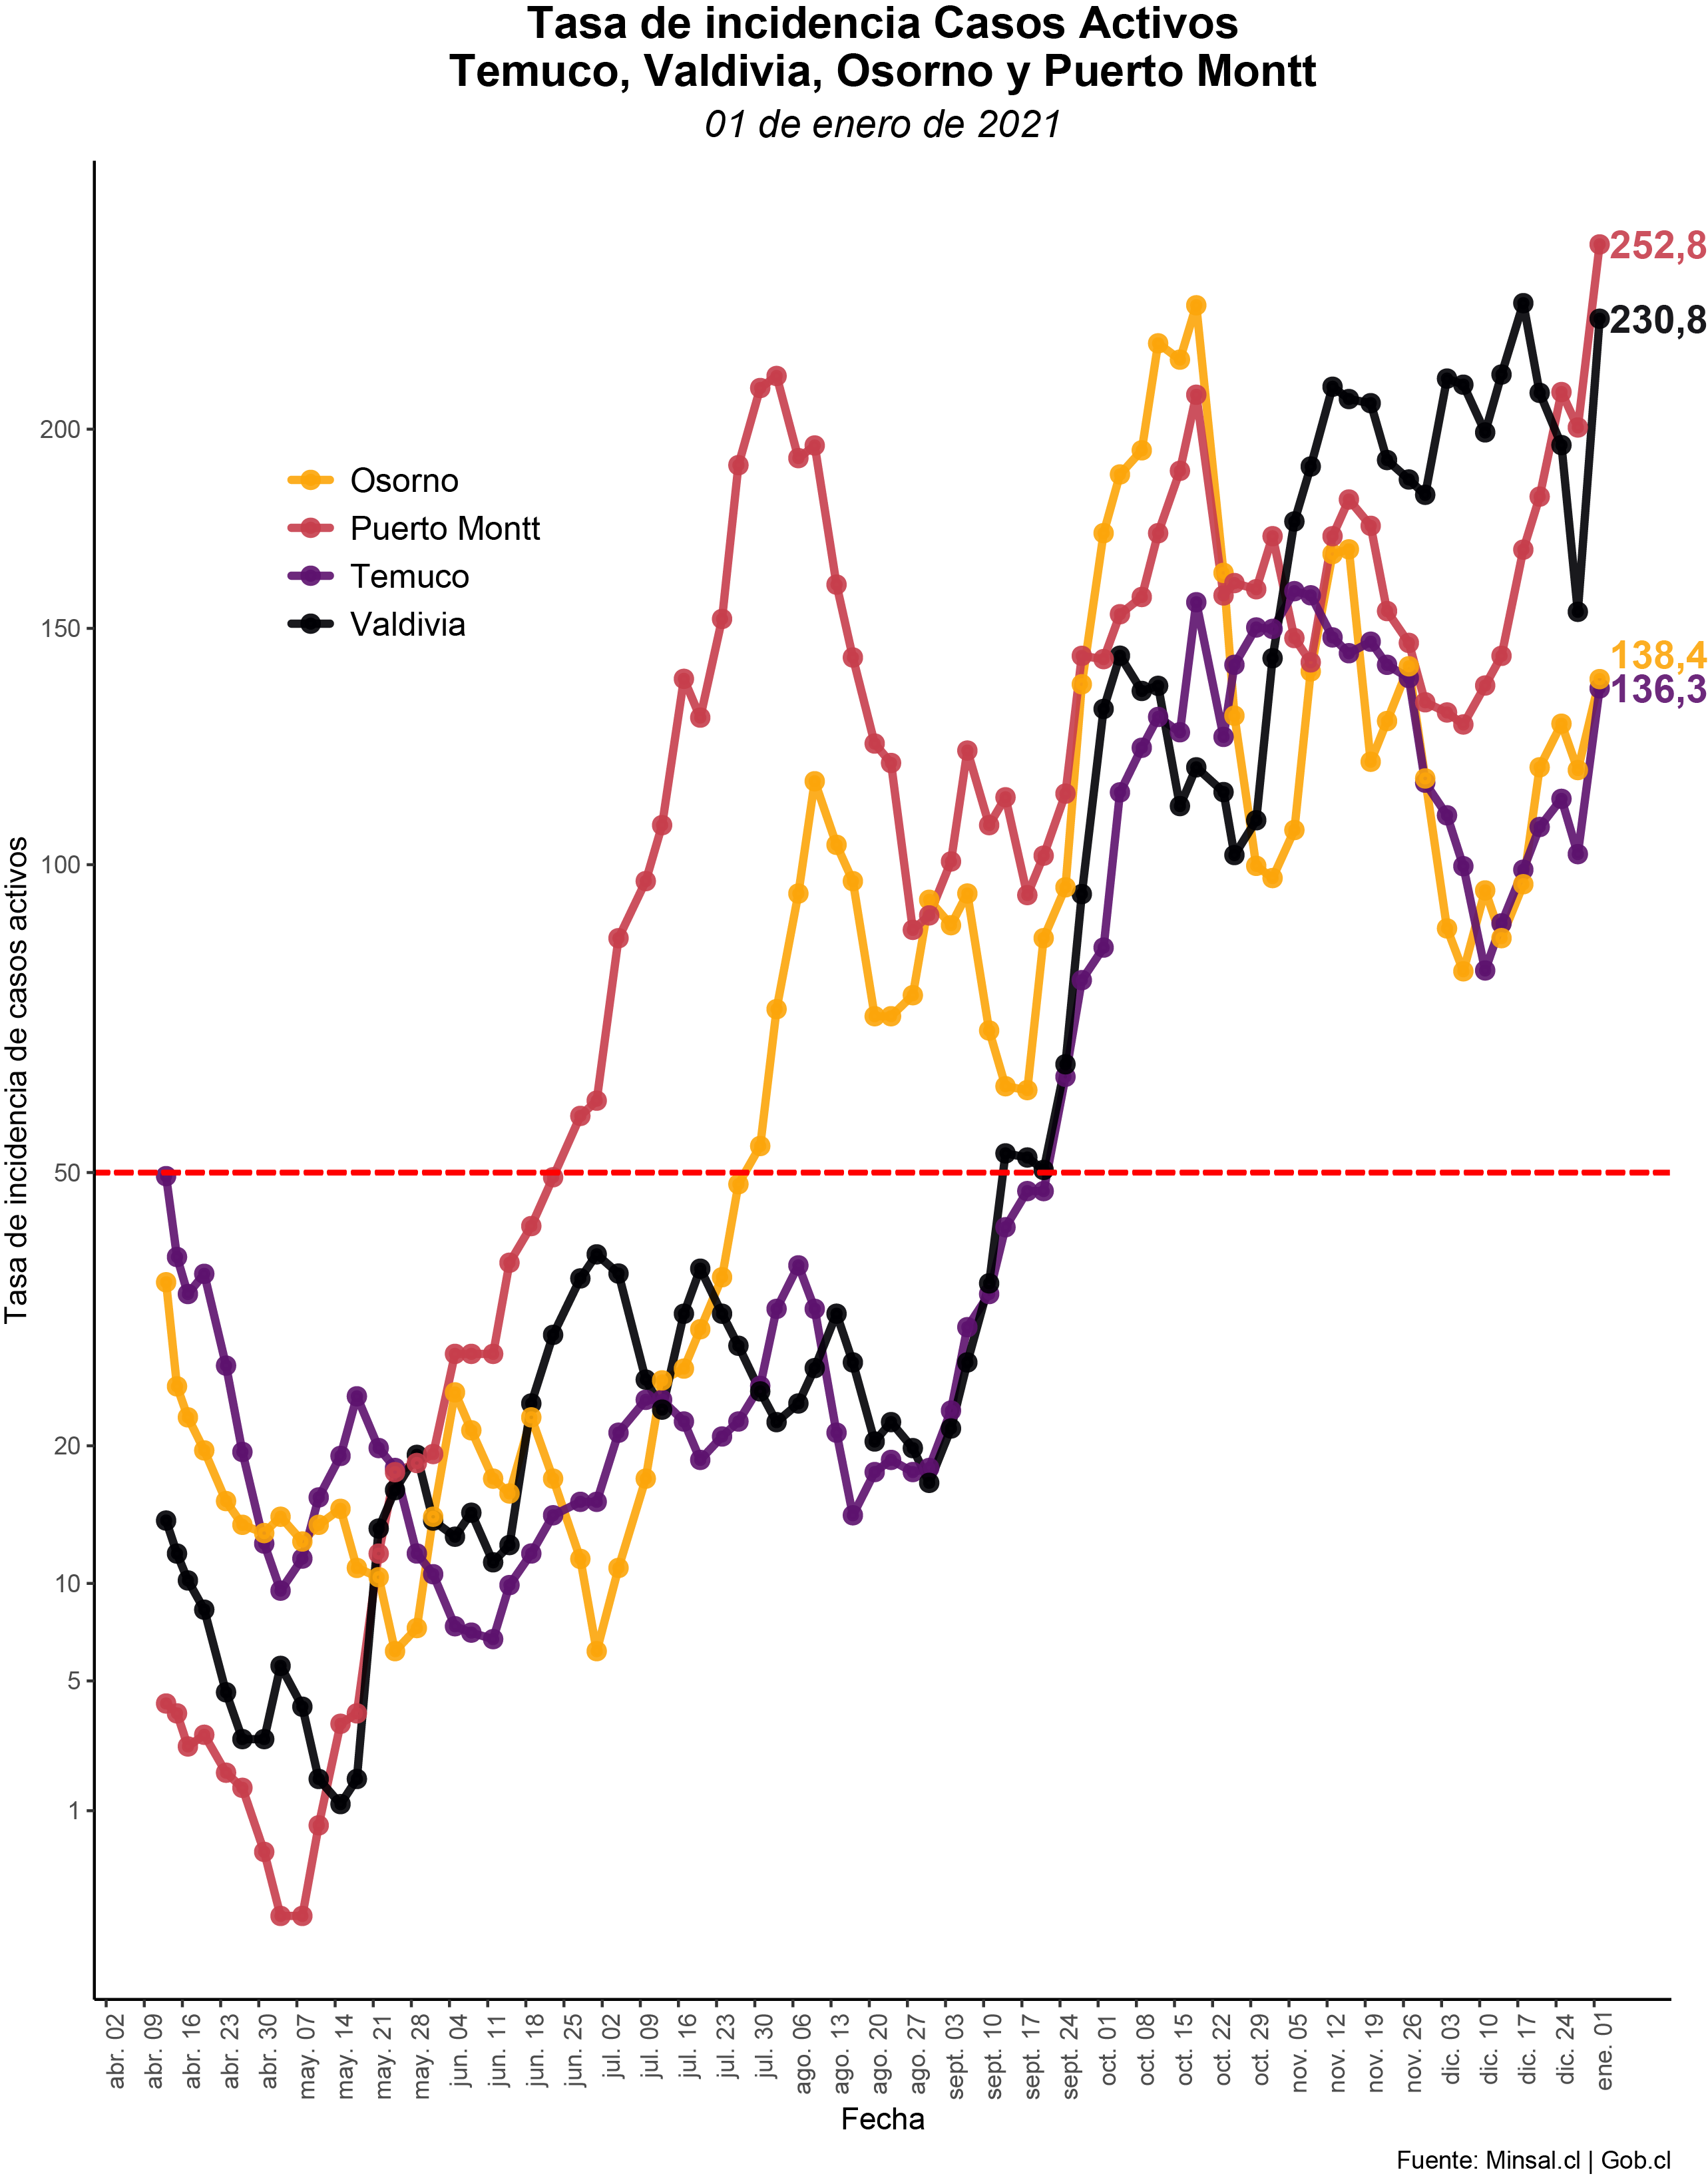 Tasa de incidencia Casos Activos
Temuco, Valdivia, Osorno y Puerto Montt
01 de enero de 2021
Tasa de incidencia de casos activos
200
150
100
50
20
10
5
1
Osorno
Puerto Montt
Temuco
Valdivia
252,8
230,8
138,4
136,3
abr. 02
abr. 09
abr. 16
abr. 23
abr. 30
may. 07
may. 14
may. 21
may. 28
jun. 04
jun. 11
jun. 18
jun. 25
jul. 02
jul. 09
jul. 16
jul. 23
jul. 30
ago. 06
ago. 13
ago. 20
ago. 27
sept. 03
sept. 10
sept. 17
sept. 24
oct. 01
oct. 08
oct. 15
oct. 22
oct. 29
nov. 05
nov. 12
nov. 19
nov. 26
dic. 03
dic. 10
dic. 17
dic. 24
ene. 01
Fecha
Fuente: Minsal.cl | Gob.cl